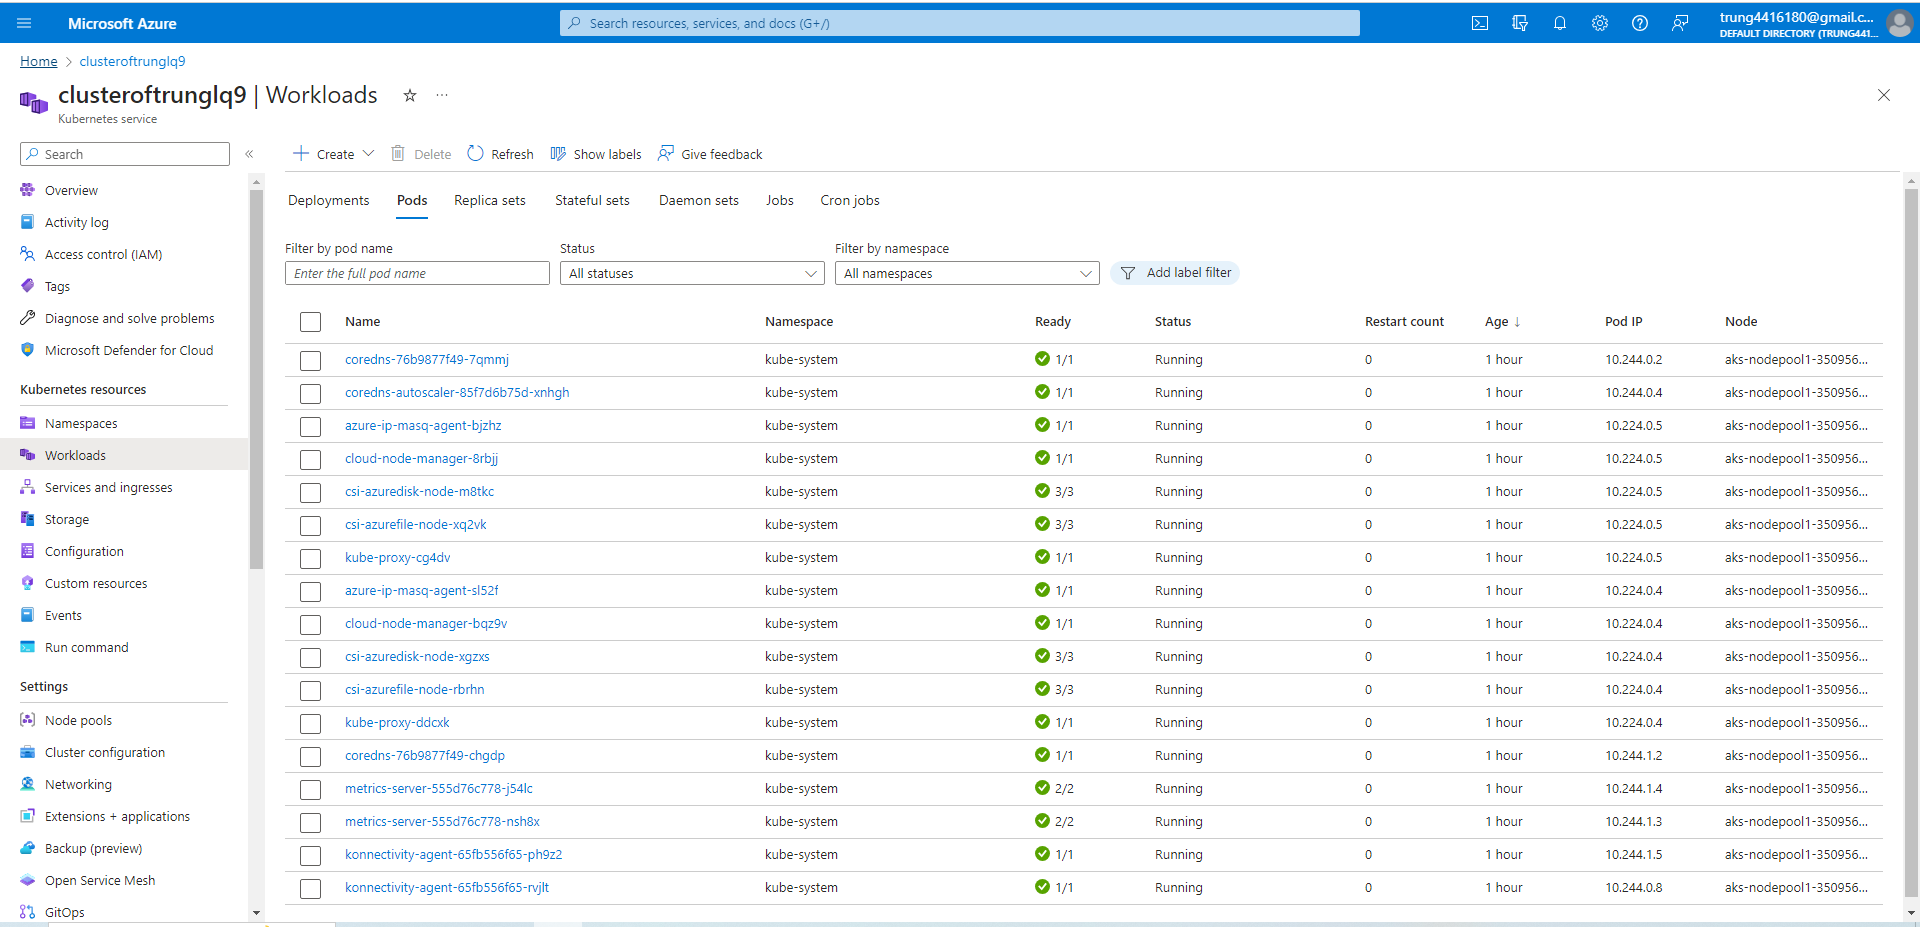 Microsoft Azure
Search resources, services, and docs (G+/)
trung4416180@gmail.c...
DEFAULT DIRECTORY (TRUNG441...
Home > clusteroftrunglq9
clusteroftrunglq9 | Workloads
Kubernetes service
Search
Overview
Activity log
Access control (IAM)
Tags
Diagnose and solve problems
Microsoft Defender for Cloud
Kubernetes resources
Namespaces
Workloads
Services and ingresses
Storage
Configuration
Custom resources
Events
Run command
Settings
Node pools
Cluster configuration
Networking
Extensions + applications
Backup (preview)
Open Service Mesh
GitOps
Create Delete Refresh Show labels Give feedback
Deployments Pods Replica sets Stateful sets Daemon sets Jobs Cron jobs
Filter by pod name Status Filter by namespace
Enter the full pod name All statuses All namespaces Add label filter
Name Namespace Ready Status Restart count Age ↓ Pod IP Node
coredns-76b9877f49-7qmmj kube-system 1/1 Running 0 1 hour 10.244.0.2 aks-nodepool1-350956...
coredns-autoscaler-85f7d6b75d-xnhgh kube-system 1/1 Running 0 1 hour 10.244.0.4 aks-nodepool1-350956...
azure-ip-masq-agent-bjzhz kube-system 1/1 Running 0 1 hour 10.224.0.5 aks-nodepool1-350956...
cloud-node-manager-8rbjj kube-system 1/1 Running 0 1 hour 10.224.0.5 aks-nodepool1-350956...
csi-azuredisk-node-m8tkc kube-system 3/3 Running 0 1 hour 10.224.0.5 aks-nodepool1-350956...
csi-azurefile-node-xq2vk kube-system 3/3 Running 0 1 hour 10.224.0.5 aks-nodepool1-350956...
kube-proxy-cg4dv kube-system 1/1 Running 0 1 hour 10.224.0.5 aks-nodepool1-350956...
azure-ip-masq-agent-sl52f kube-system 1/1 Running 0 1 hour 10.224.0.4 aks-nodepool1-350956...
cloud-node-manager-bqz9v kube-system 1/1 Running 0 1 hour 10.224.0.4 aks-nodepool1-350956...
csi-azuredisk-node-xgzxs kube-system 3/3 Running 0 1 hour 10.224.0.4 aks-nodepool1-350956...
csi-azurefile-node-rbrhn kube-system 3/3 Running 0 1 hour 10.224.0.4 aks-nodepool1-350956...
kube-proxy-ddcxk kube-system 1/1 Running 0 1 hour 10.224.0.4 aks-nodepool1-350956...
coredns-76b9877f49-chgdp kube-system 1/1 Running 0 1 hour 10.244.1.2 aks-nodepool1-350956...
metrics-server-555d76c778-j54lc kube-system 2/2 Running 0 1 hour 10.244.1.4 aks-nodepool1-350956...
metrics-server-555d76c778-nsh8x kube-system 2/2 Running 0 1 hour 10.244.1.3 aks-nodepool1-350956...
konnectivity-agent-65fb556f65-ph9z2 kube-system 1/1 Running 0 1 hour 10.244.1.5 aks-nodepool1-350956...
konnectivity-agent-65fb556f65-rvjlt kube-system 1/1 Running 0 1 hour 10.244.0.8 aks-nodepool1-350956...